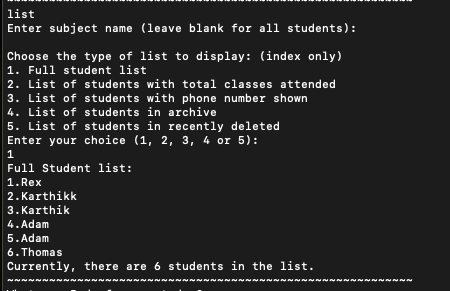 ~~~~~~~~~~~~~~~~~~~~~~~~~~~~~~~~~~~~~~~~~~~~~~~~~~~~~~~~~~
list
Enter subject name (leave blank for all students):
Choose the type of list to display: (index only)
1. Full student list
2. List of students with total classes attended
3. List of students with phone number shown
4. List of students in archive
5. List of students in recently deleted
Enter your choice (1, 2, 3, 4 or 5):
1
Full Student list:
1.Rex
2.Karthikk
3.Karthik
4.Adam
5.Adam
6.Thomas
Currently, there are 6 students in the list.
~~~~~~~~~~~~~~~~~~~~~~~~~~~~~~~~~~~~~~~~~~~~~~~~~~~~~~~~~~